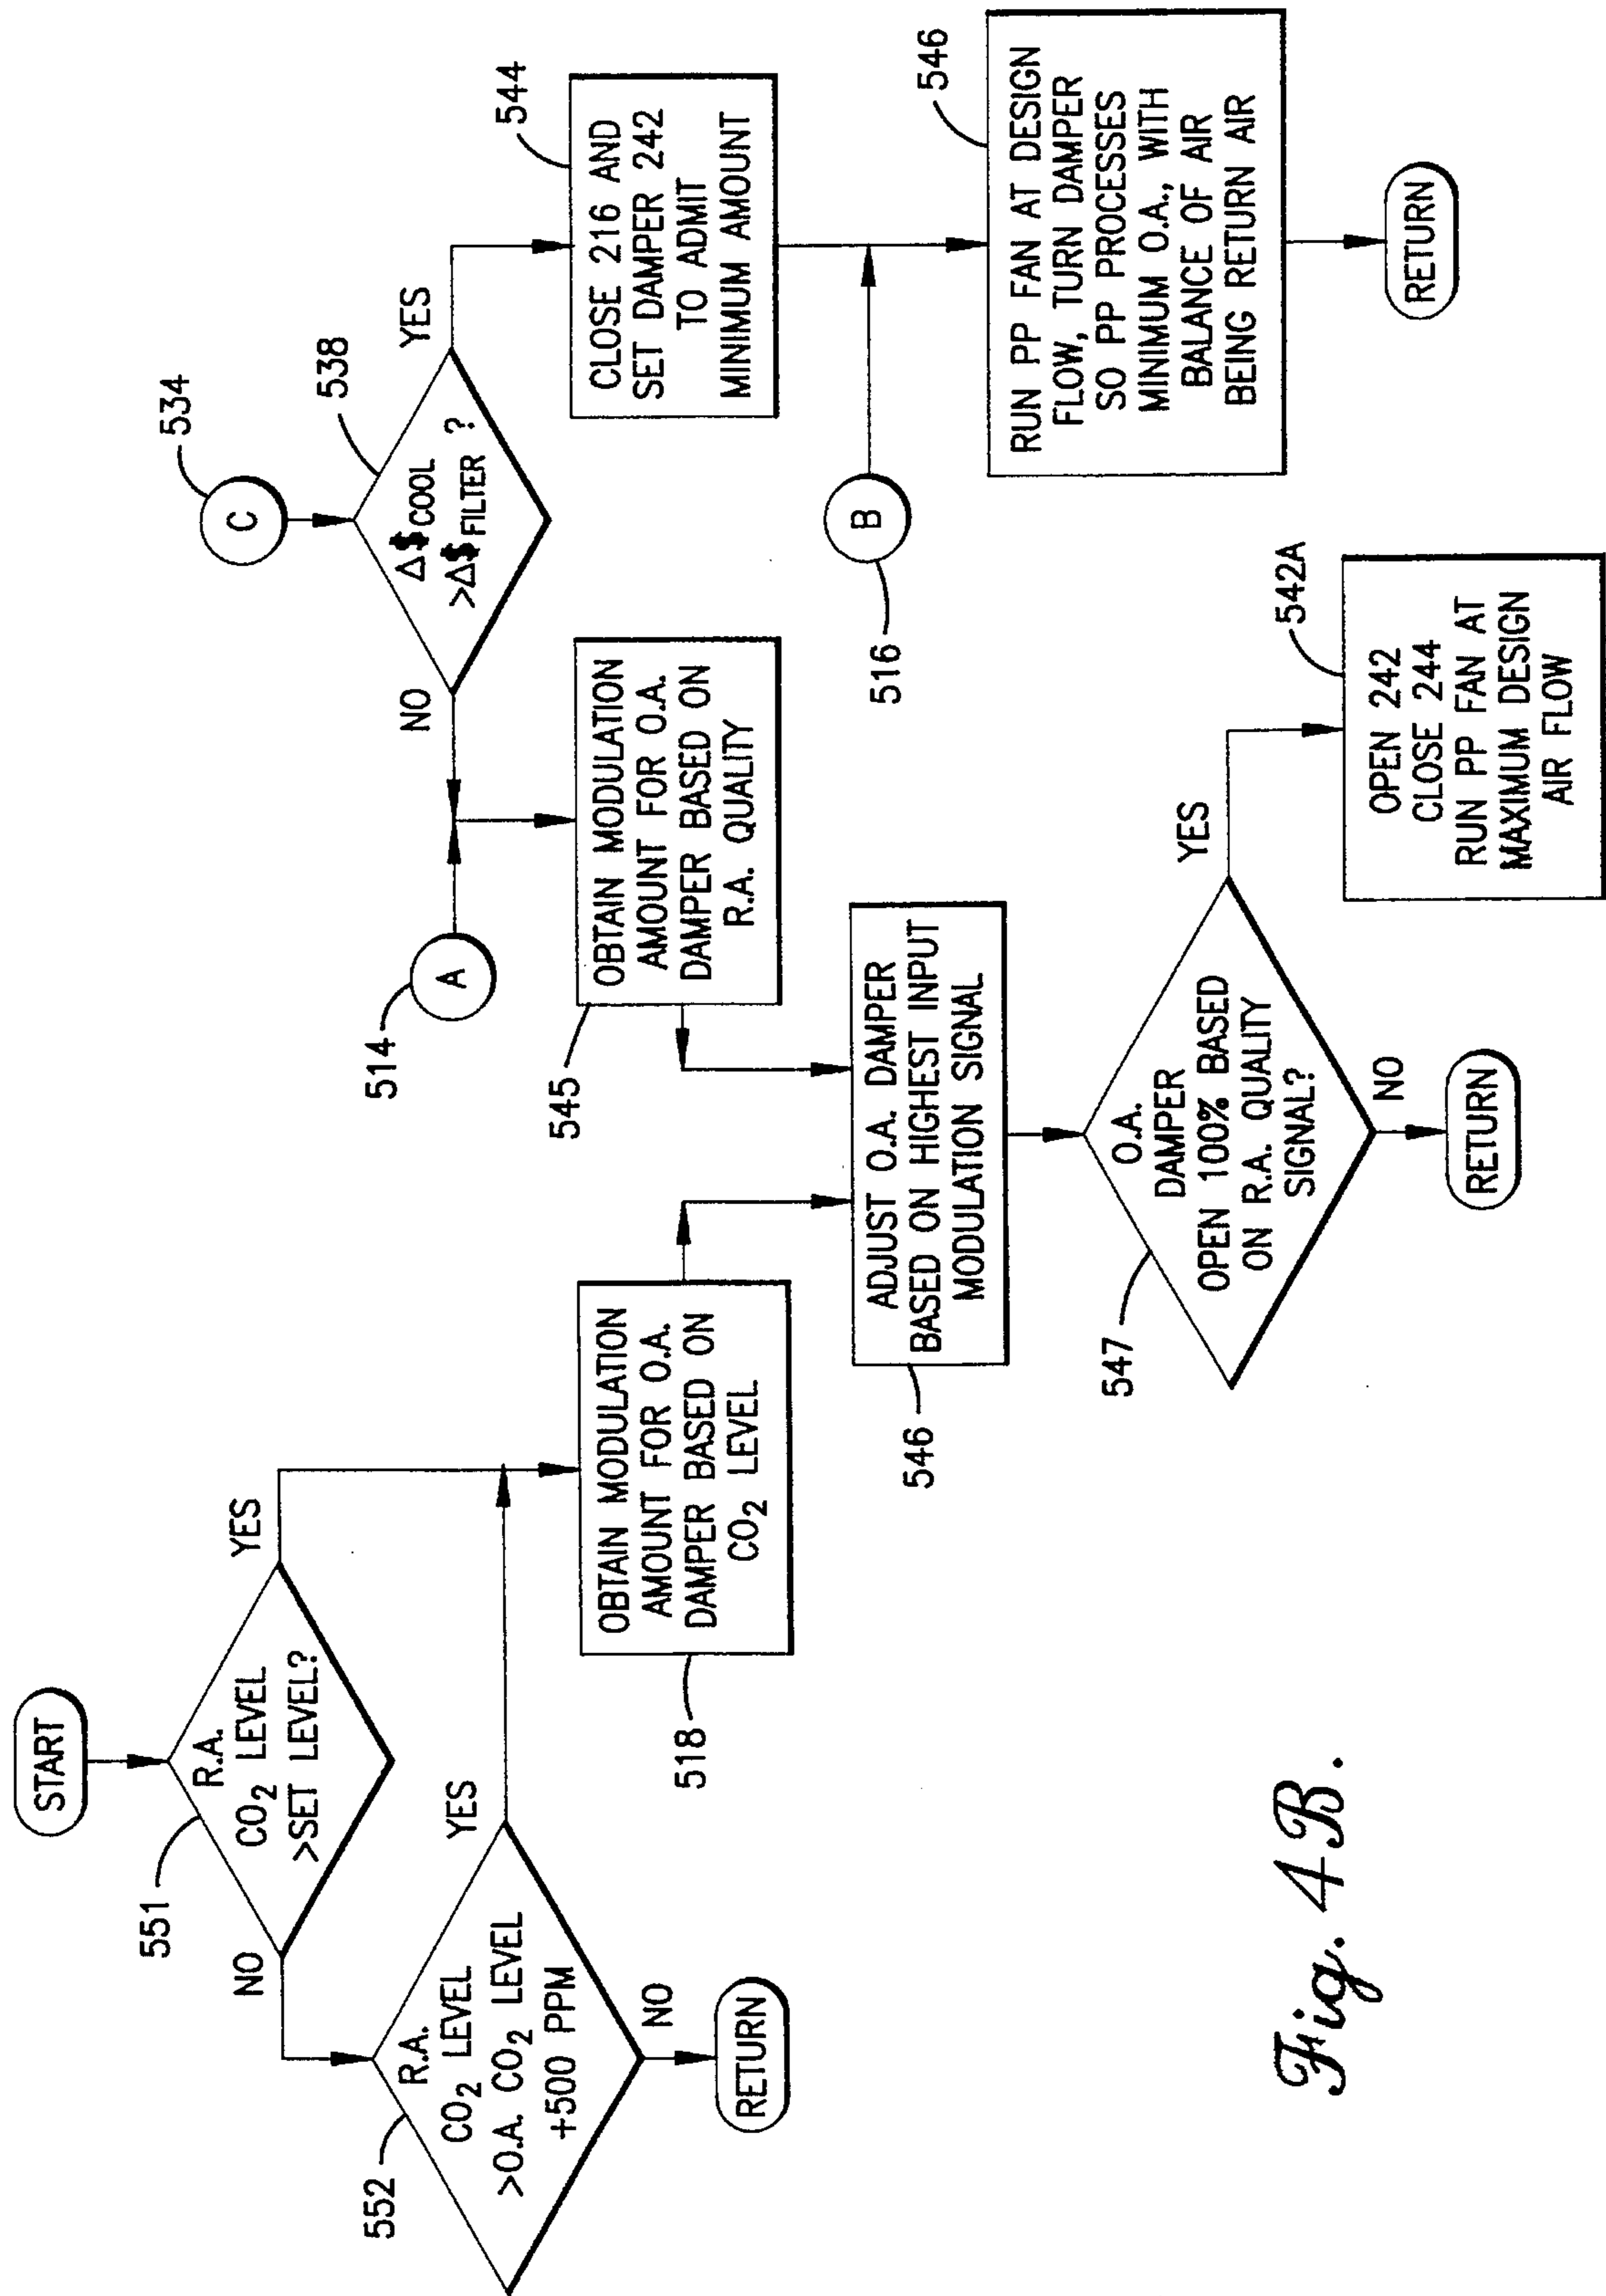 START
551
R.A.
CO2 LEVEL
>SET LEVEL?
YES
NO
552
R.A.
CO2 LEVEL
>O.A. CO2 LEVEL
+500 PPM
YES
NO
RETURN
518
OBTAIN MODULATION
AMOUNT FOR O.A.
DAMPER BASED ON
CO2 LEVEL
514
A
534
C
538
Δ$COOL
>Δ$FILTER ?
NO
YES
545
OBTAIN MODULATION
AMOUNT FOR O.A.
DAMPER BASED ON
R.A. QUALITY
544
CLOSE 216 AND
SET DAMPER 242
TO ADMIT
MINIMUM AMOUNT
516
B
546
RUN PP FAN AT DESIGN
FLOW, TURN DAMPER
SO PP PROCESSES
MINIMUM O.A., WITH
BALANCE OF AIR
BEING RETURN AIR
RETURN
546
ADJUST O.A. DAMPER
BASED ON HIGHEST INPUT
MODULATION SIGNAL
547
O.A.
DAMPER
OPEN 100% BASED
ON R.A. QUALITY
SIGNAL?
YES
NO
RETURN
542A
OPEN 242
CLOSE 244
RUN PP FAN AT
MAXIMUM DESIGN
AIR FLOW
Fig. 4B.